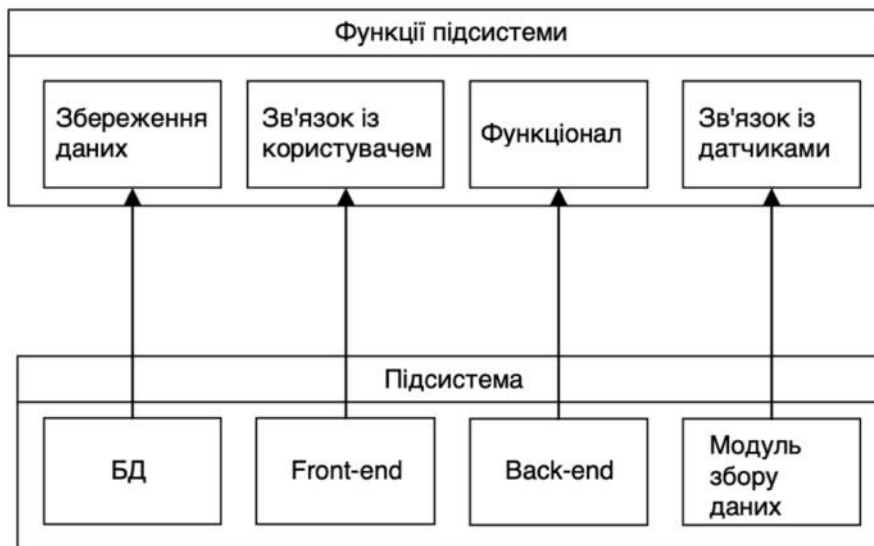 Функції підсистеми
Збереження
даних
Зв'язок із
користувачем
Функціонал
Зв'язок із
датчиками
Підсистема
БД
Front-end
Back-end
Модуль
збору
даних